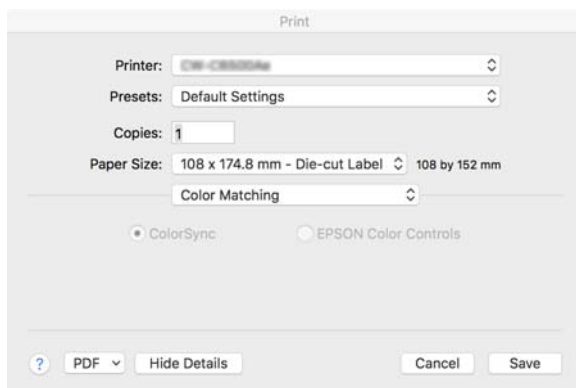 Print
Printer:
Presets: Default Settings
Copies: 1
Paper Size: 108 x 174.8 mm - Die-cut Label 108 by 152 mm
Color Matching
ColorSync EPSON Color Controls
? PDF Hide Details Cancel Save